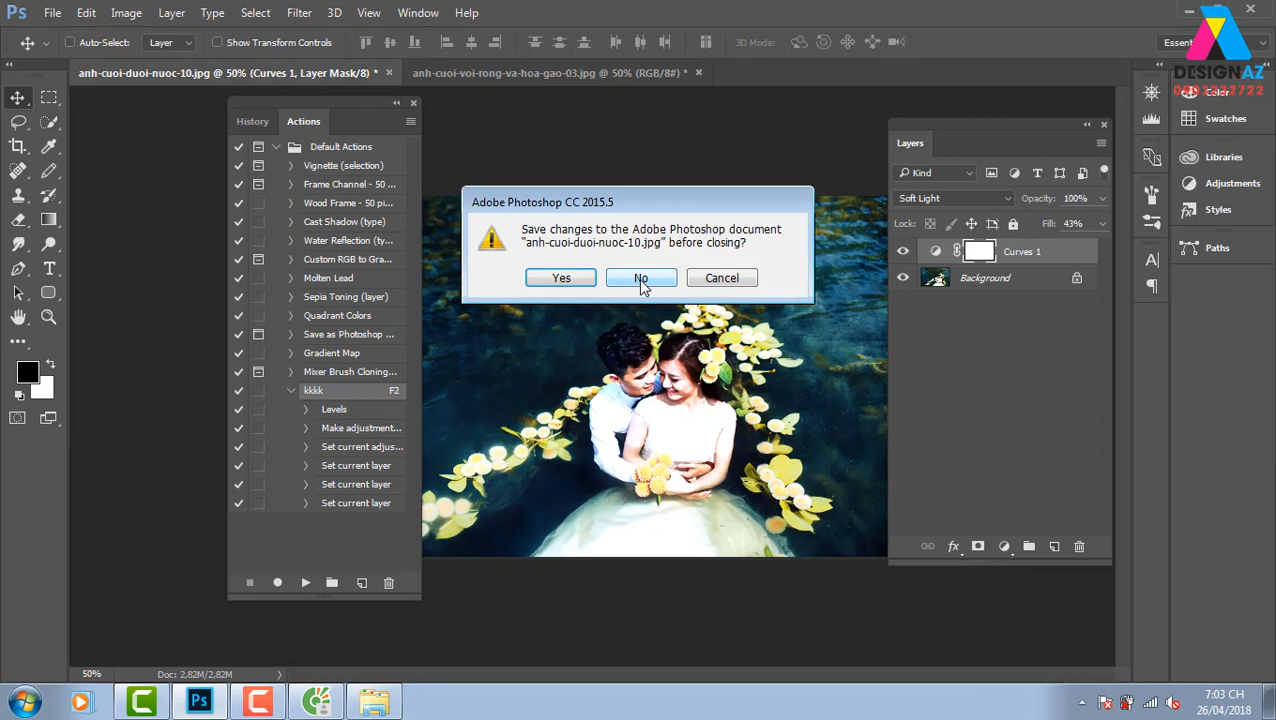 Ps File Edit Image Layer Type Select Filter 3D View Window Help
Auto-Select: Layer Show Transform Controls 3D Mode:
DESIGNAZ
anh-cuoi-duoi-nuoc-10.jpg @ 50% (Curves 1, Layer Mask/8) * × anh-cuoi-voi-rong-va-hoa-gao-03.jpg @ 50% (RGB/8#) * ×
History Actions
Default Actions
Vignette (selection)
Frame Channel - 50 ...
Wood Frame - 50 pi...
Cast Shadow (type)
Water Reflection (ty...
Custom RGB to Gra...
Molten Lead
Sepia Toning (layer)
Quadrant Colors
Save as Photoshop ...
Gradient Map
Mixer Brush Cloning...
kkkk F2
Levels
Make adjustment...
Set current adjus...
Set current layer
Set current layer
Set current layer
Adobe Photoshop CC 2015.5
Save changes to the Adobe Photoshop document
“anh-cuoi-duoi-nuoc-10.jpg” before closing?
Yes No Cancel
Layers
Kind
Soft Light Opacity: 100%
Lock: Fill: 43%
Curves 1
Background
fx
Color
Swatches
Libraries
Adjustments
Styles
Paths
50% Doc: 2,82M/2,82M
Ps
7:03 CH
26/04/2018